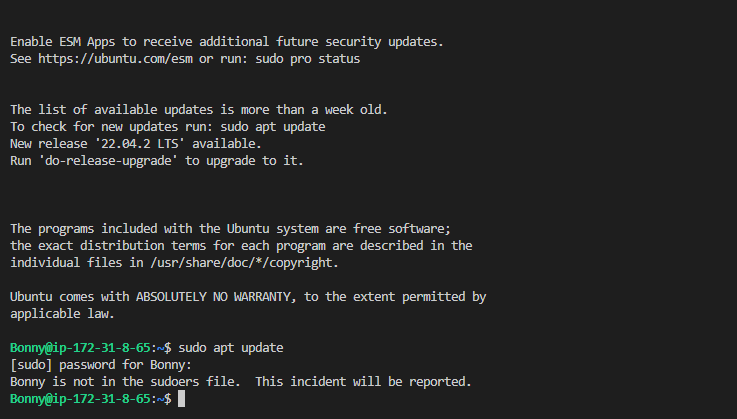 Enable ESM Apps to receive additional future security updates.
See https://ubuntu.com/esm or run: sudo pro status
The list of available updates is more than a week old.
To check for new updates run: sudo apt update
New release '22.04.2 LTS' available.
Run 'do-release-upgrade' to upgrade to it.
The programs included with the Ubuntu system are free software;
the exact distribution terms for each program are described in the
individual files in /usr/share/doc/*/copyright.
Ubuntu comes with ABSOLUTELY NO WARRANTY, to the extent permitted by
applicable law.
Bonny@ip-172-31-8-65:~$ sudo apt update
[sudo] password for Bonny:
Bonny is not in the sudoers file.  This incident will be reported.
Bonny@ip-172-31-8-65:~$